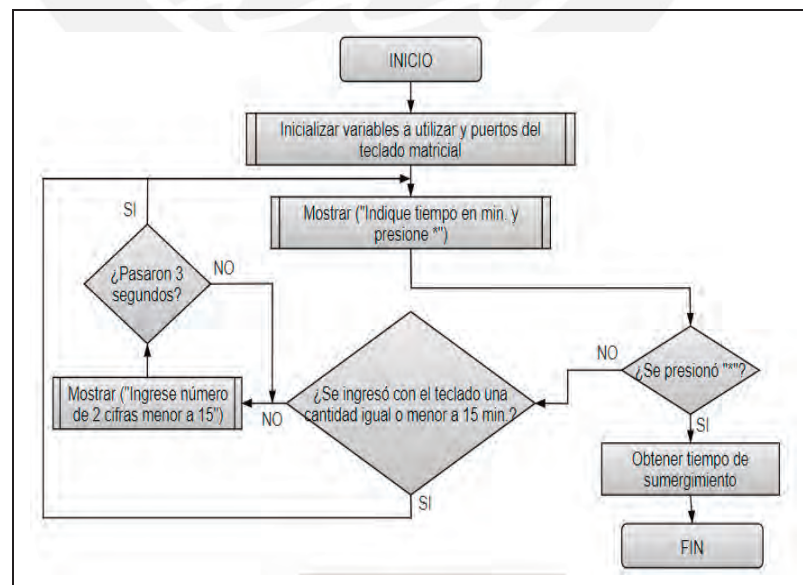 INICIO
Inicializar variables a utilizar y puertos del
teclado matricial
Mostrar ("Indique tiempo en min. y
presione *")
SI
¿Pasaron 3
segundos?
NO
Mostrar ("Ingrese número
de 2 cifras menor a 15")
NO
¿Se ingresó con el teclado una
cantidad igual o menor a 15 min.?
SI
NO
¿Se presionó "*"?
SI
Obtener tiempo de
sumergimiento
FIN